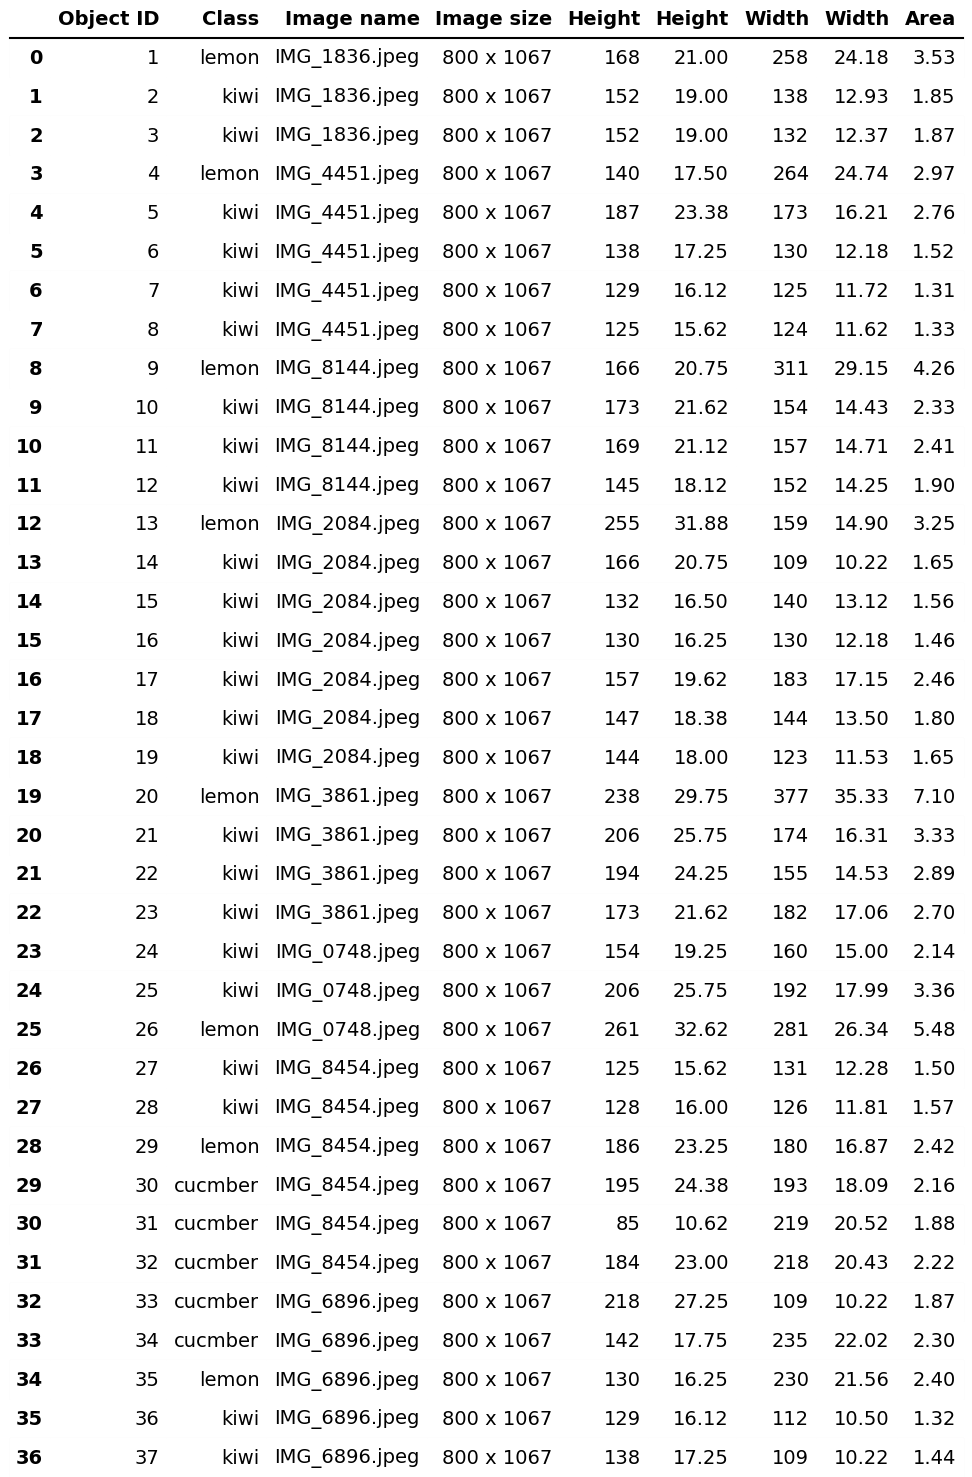 Object ID Class Image name Image size Height Height Width Width Area
0 1 lemon IMG_1836.jpeg 800 x 1067 168 21.00 258 24.18 3.53
1 2 kiwi IMG_1836.jpeg 800 x 1067 152 19.00 138 12.93 1.85
2 3 kiwi IMG_1836.jpeg 800 x 1067 152 19.00 132 12.37 1.87
3 4 lemon IMG_4451.jpeg 800 x 1067 140 17.50 264 24.74 2.97
4 5 kiwi IMG_4451.jpeg 800 x 1067 187 23.38 173 16.21 2.76
5 6 kiwi IMG_4451.jpeg 800 x 1067 138 17.25 130 12.18 1.52
6 7 kiwi IMG_4451.jpeg 800 x 1067 129 16.12 125 11.72 1.31
7 8 kiwi IMG_4451.jpeg 800 x 1067 125 15.62 124 11.62 1.33
8 9 lemon IMG_8144.jpeg 800 x 1067 166 20.75 311 29.15 4.26
9 10 kiwi IMG_8144.jpeg 800 x 1067 173 21.62 154 14.43 2.33
10 11 kiwi IMG_8144.jpeg 800 x 1067 169 21.12 157 14.71 2.41
11 12 kiwi IMG_8144.jpeg 800 x 1067 145 18.12 152 14.25 1.90
12 13 lemon IMG_2084.jpeg 800 x 1067 255 31.88 159 14.90 3.25
13 14 kiwi IMG_2084.jpeg 800 x 1067 166 20.75 109 10.22 1.65
14 15 kiwi IMG_2084.jpeg 800 x 1067 132 16.50 140 13.12 1.56
15 16 kiwi IMG_2084.jpeg 800 x 1067 130 16.25 130 12.18 1.46
16 17 kiwi IMG_2084.jpeg 800 x 1067 157 19.62 183 17.15 2.46
17 18 kiwi IMG_2084.jpeg 800 x 1067 147 18.38 144 13.50 1.80
18 19 kiwi IMG_2084.jpeg 800 x 1067 144 18.00 123 11.53 1.65
19 20 lemon IMG_3861.jpeg 800 x 1067 238 29.75 377 35.33 7.10
20 21 kiwi IMG_3861.jpeg 800 x 1067 206 25.75 174 16.31 3.33
21 22 kiwi IMG_3861.jpeg 800 x 1067 194 24.25 155 14.53 2.89
22 23 kiwi IMG_3861.jpeg 800 x 1067 173 21.62 182 17.06 2.70
23 24 kiwi IMG_0748.jpeg 800 x 1067 154 19.25 160 15.00 2.14
24 25 kiwi IMG_0748.jpeg 800 x 1067 206 25.75 192 17.99 3.36
25 26 lemon IMG_0748.jpeg 800 x 1067 261 32.62 281 26.34 5.48
26 27 kiwi IMG_8454.jpeg 800 x 1067 125 15.62 131 12.28 1.50
27 28 kiwi IMG_8454.jpeg 800 x 1067 128 16.00 126 11.81 1.57
28 29 lemon IMG_8454.jpeg 800 x 1067 186 23.25 180 16.87 2.42
29 30 cucmber IMG_8454.jpeg 800 x 1067 195 24.38 193 18.09 2.16
30 31 cucmber IMG_8454.jpeg 800 x 1067 85 10.62 219 20.52 1.88
31 32 cucmber IMG_8454.jpeg 800 x 1067 184 23.00 218 20.43 2.22
32 33 cucmber IMG_6896.jpeg 800 x 1067 218 27.25 109 10.22 1.87
33 34 cucmber IMG_6896.jpeg 800 x 1067 142 17.75 235 22.02 2.30
34 35 lemon IMG_6896.jpeg 800 x 1067 130 16.25 230 21.56 2.40
35 36 kiwi IMG_6896.jpeg 800 x 1067 129 16.12 112 10.50 1.32
36 37 kiwi IMG_6896.jpeg 800 x 1067 138 17.25 109 10.22 1.44